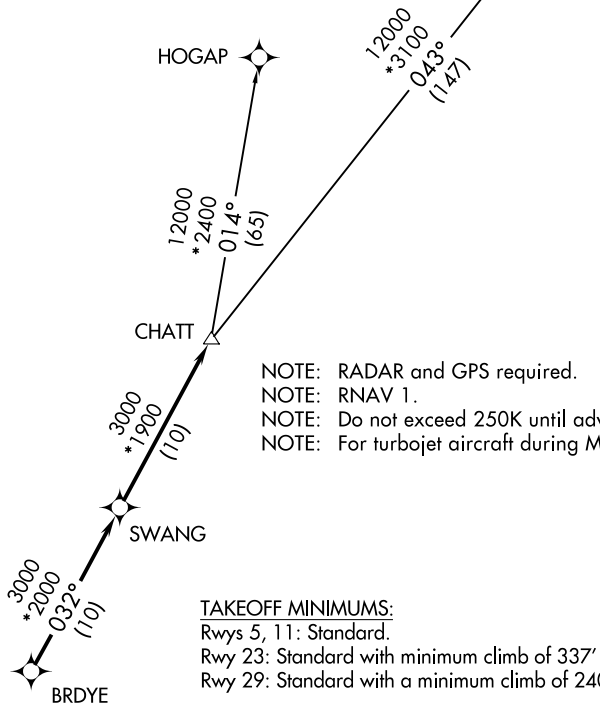 12000
*3100
043°
(147)
HOGAP
12000
*2400
014°
(65)
CHATT
NOTE: RADAR and GPS required.
NOTE: RNAV 1.
NOTE: Do not exceed 250K until
NOTE: For turbojet aircraft during
3000
*1900
(10)
SWANG
3000
*2000
032°
(10)
BRDYE
TAKEOFF MINIMUMS:
Rwys 5, 11: Standard.
Rwy 23: Standard with minimum climb of 337'
Rwy 29: Standard with a minimum climb of 240